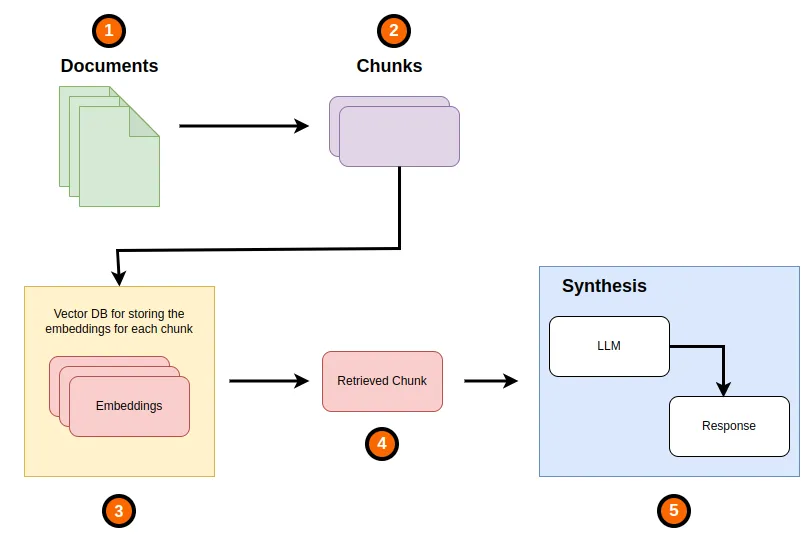 1
2
Documents
Chunks
Vector DB for storing the
embeddings for each chunk
Embeddings
3
Retrieved Chunk
4
Synthesis
LLM
Response
5